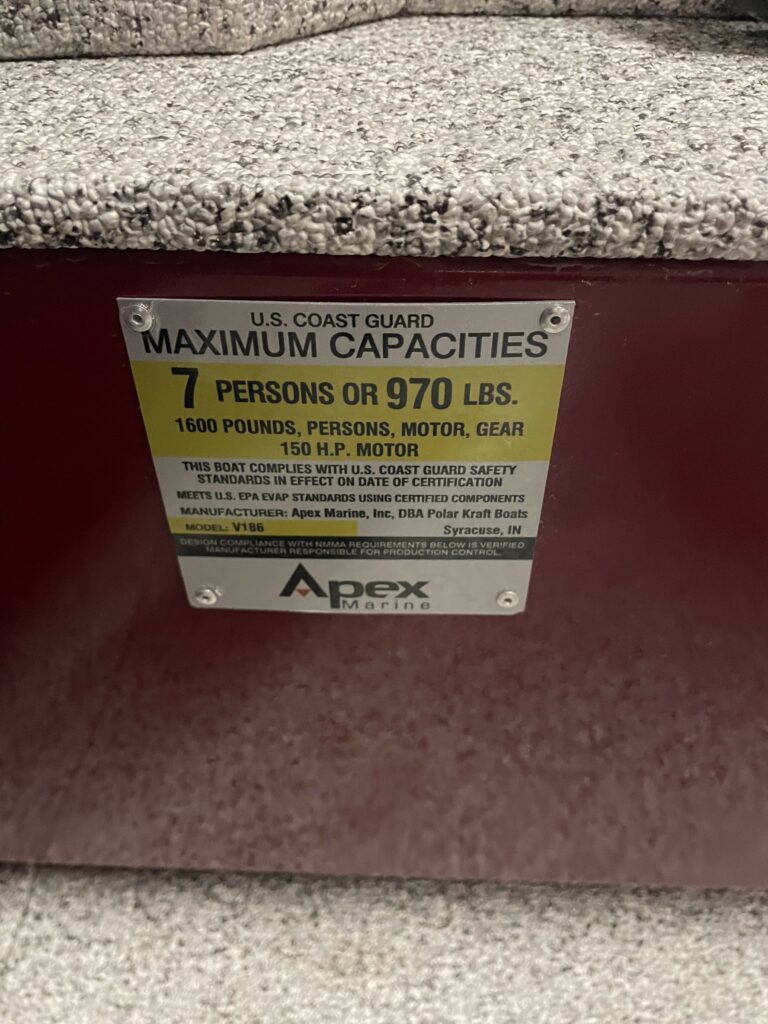 U.S. COAST GUARD
MAXIMUM CAPACITIES
7 PERSONS OR 970 LBS.
1600 POUNDS, PERSONS, MOTOR, GEAR
150 H.P. MOTOR
THIS BOAT COMPLIES WITH U.S. COAST GUARD SAFETY
STANDARDS IN EFFECT ON DATE OF CERTIFICATION
MEETS U.S. EPA EVAP STANDARDS USING CERTIFIED COMPONENTS
MANUFACTURER: Apex Marine, Inc, DBA Polar Kraft Boats
MODEL: V186 Syracuse, IN
DESIGN COMPLIANCE WITH NMMA REQUIREMENTS BELOW IS VERIFIED.
MANUFACTURER RESPONSIBLE FOR PRODUCTION CONTROL.
Apex
Marine